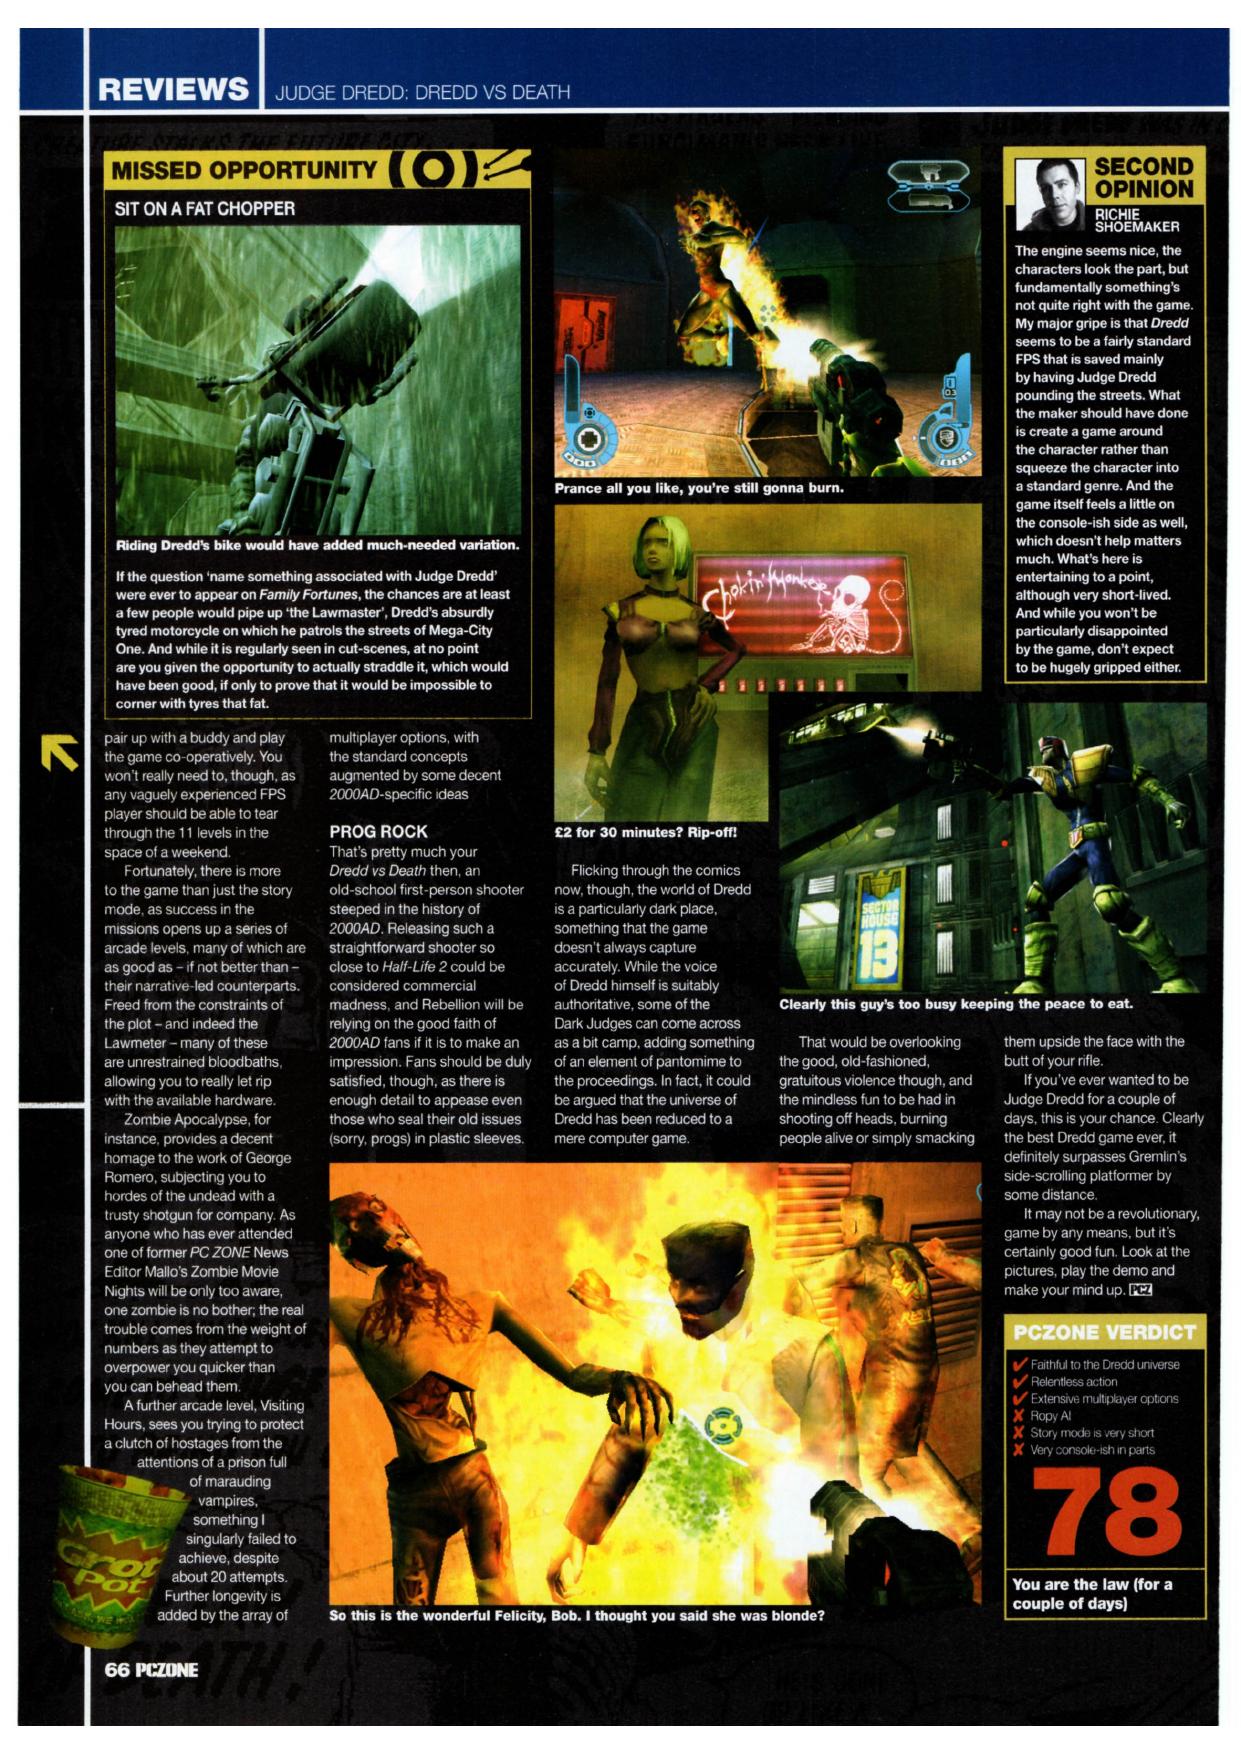 REVIEWS
JUDGE DREDD: DREDD VS DEATH
MISSED OPPORTUNITY
SIT ON A FAT CHOPPER
Riding Dredd's bike would have added much-needed variation.
If the question 'name something associated with Judge Dredd'
were ever to appear on Family Fortunes, the chances are at least
a few people would pipe up 'the Lawmaster', Dredd's absurdly
tyred motorcycle on which he patrols the streets of Mega-City
One. And while it is regularly seen in cut-scenes, at no point
are you given the opportunity to actually straddle it, which would
have been good, if only to prove that it would be impossible to
corner with tyres that fat.
Prance all you like, you're still gonna burn.
Chokin' Monkee
£2 for 30 minutes? Rip-off!
SECOND
OPINION
RICHIE
SHOEMAKER
The engine seems nice, the
characters look the part, but
fundamentally something's
not quite right with the game.
My major gripe is that Dredd
seems to be a fairly standard
FPS that is saved mainly
by having Judge Dredd
pounding the streets. What
the maker should have done
is create a game around
the character rather than
squeeze the character into
a standard genre. And the
game itself feels a little on
the console-ish side as well,
which doesn't help matters
much. What's here is
entertaining to a point,
although very short-lived.
And while you won't be
particularly disappointed
by the game, don't expect
to be hugely gripped either.
SECTOR
HOUSE
13
Clearly this guy's too busy keeping the peace to eat.
pair up with a buddy and play
the game co-operatively. You
won't really need to, though, as
any vaguely experienced FPS
player should be able to tear
through the 11 levels in the
space of a weekend.
Fortunately, there is more
to the game than just the story
mode, as success in the
missions opens up a series of
arcade levels, many of which are
as good as – if not better than –
their narrative-led counterparts.
Freed from the constraints of
the plot – and indeed the
Lawmeter – many of these
are unrestrained bloodbaths,
allowing you to really let rip
with the available hardware.
Zombie Apocalypse, for
instance, provides a decent
homage to the work of George
Romero, subjecting you to
hordes of the undead with a
trusty shotgun for company. As
anyone who has ever attended
one of former PC ZONE News
Editor Mallo's Zombie Movie
Nights will be only too aware,
one zombie is no bother; the real
trouble comes from the weight of
numbers as they attempt to
overpower you quicker than
you can behead them.
A further arcade level, Visiting
Hours, sees you trying to protect
a clutch of hostages from the
attentions of a prison full
of marauding
vampires,
something I
singularly failed to
achieve, despite
about 20 attempts.
Further longevity is
added by the array of
Grot
Pot
multiplayer options, with
the standard concepts
augmented by some decent
2000AD-specific ideas
PROG ROCK
That's pretty much your
Dredd vs Death then, an
old-school first-person shooter
steeped in the history of
2000AD. Releasing such a
straightforward shooter so
close to Half-Life 2 could be
considered commercial
madness, and Rebellion will be
relying on the good faith of
2000AD fans if it is to make an
impression. Fans should be duly
satisfied, though, as there is
enough detail to appease even
those who seal their old issues
(sorry, progs) in plastic sleeves.
Flicking through the comics
now, though, the world of Dredd
is a particularly dark place,
something that the game
doesn't always capture
accurately. While the voice
of Dredd himself is suitably
authoritative, some of the
Dark Judges can come across
as a bit camp, adding something
of an element of pantomime to
the proceedings. In fact, it could
be argued that the universe of
Dredd has been reduced to a
mere computer game.
That would be overlooking
the good, old-fashioned,
gratuitous violence though, and
the mindless fun to be had in
shooting off heads, burning
people alive or simply smacking
them upside the face with the
butt of your rifle.
If you've ever wanted to be
Judge Dredd for a couple of
days, this is your chance. Clearly
the best Dredd game ever, it
definitely surpasses Gremlin's
side-scrolling platformer by
some distance.
It may not be a revolutionary,
game by any means, but it's
certainly good fun. Look at the
pictures, play the demo and
make your mind up. PCZ
So this is the wonderful Felicity, Bob. I thought you said she was blonde?
PCZONE VERDICT
✓ Faithful to the Dredd universe
✓ Relentless action
✓ Extensive multiplayer options
✗ Ropy AI
✗ Story mode is very short
✗ Very console-ish in parts
78
You are the law (for a
couple of days)
66 PCZONE